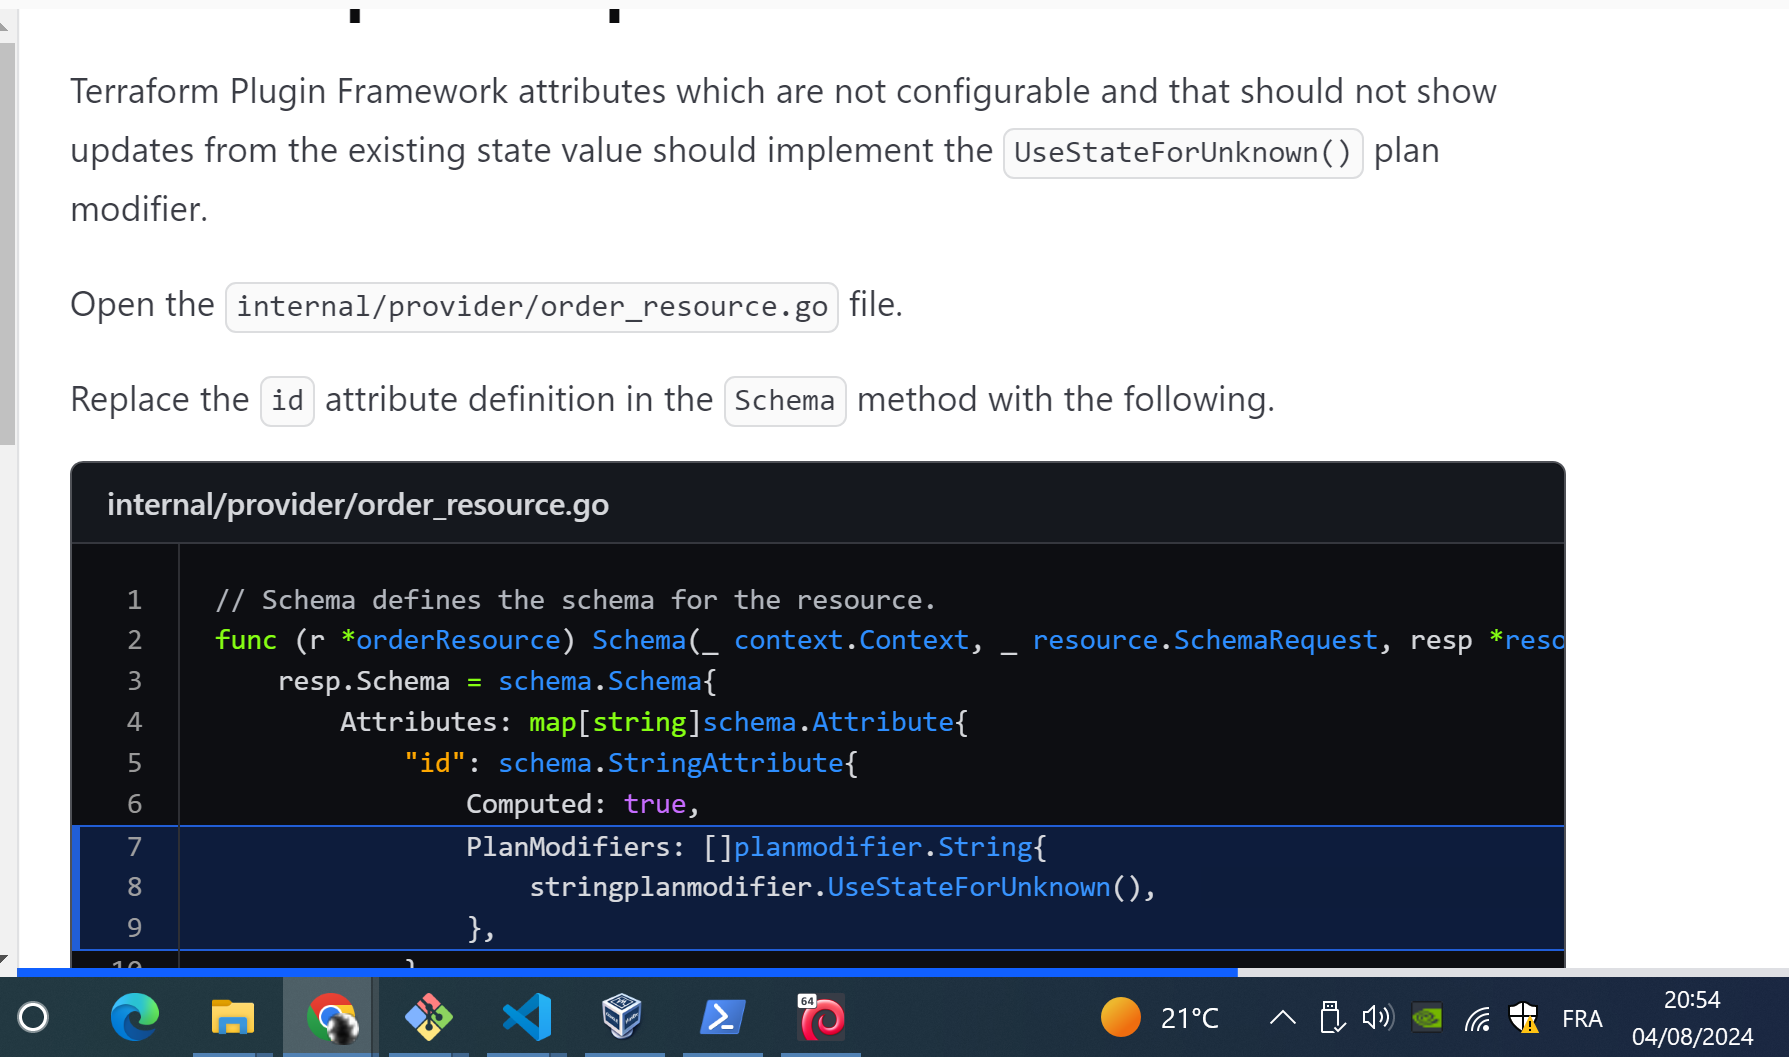 Terraform Plugin Framework attributes which are not configurable and that should not show
updates from the existing state value should implement the UseStateForUnknown() plan
modifier.
Open the internal/provider/order_resource.go file.
Replace the id attribute definition in the Schema method with the following.
internal/provider/order_resource.go
1 // Schema defines the schema for the resource.
2 func (r *orderResource) Schema(_ context.Context, _ resource.SchemaRequest, resp *reso
3 resp.Schema = schema.Schema{
4 Attributes: map[string]schema.Attribute{
5 "id": schema.StringAttribute{
6 Computed: true,
7 PlanModifiers: []planmodifier.String{
8 stringplanmodifier.UseStateForUnknown(),
9 },
10 }
64
21°C
FRA
20:54
04/08/2024